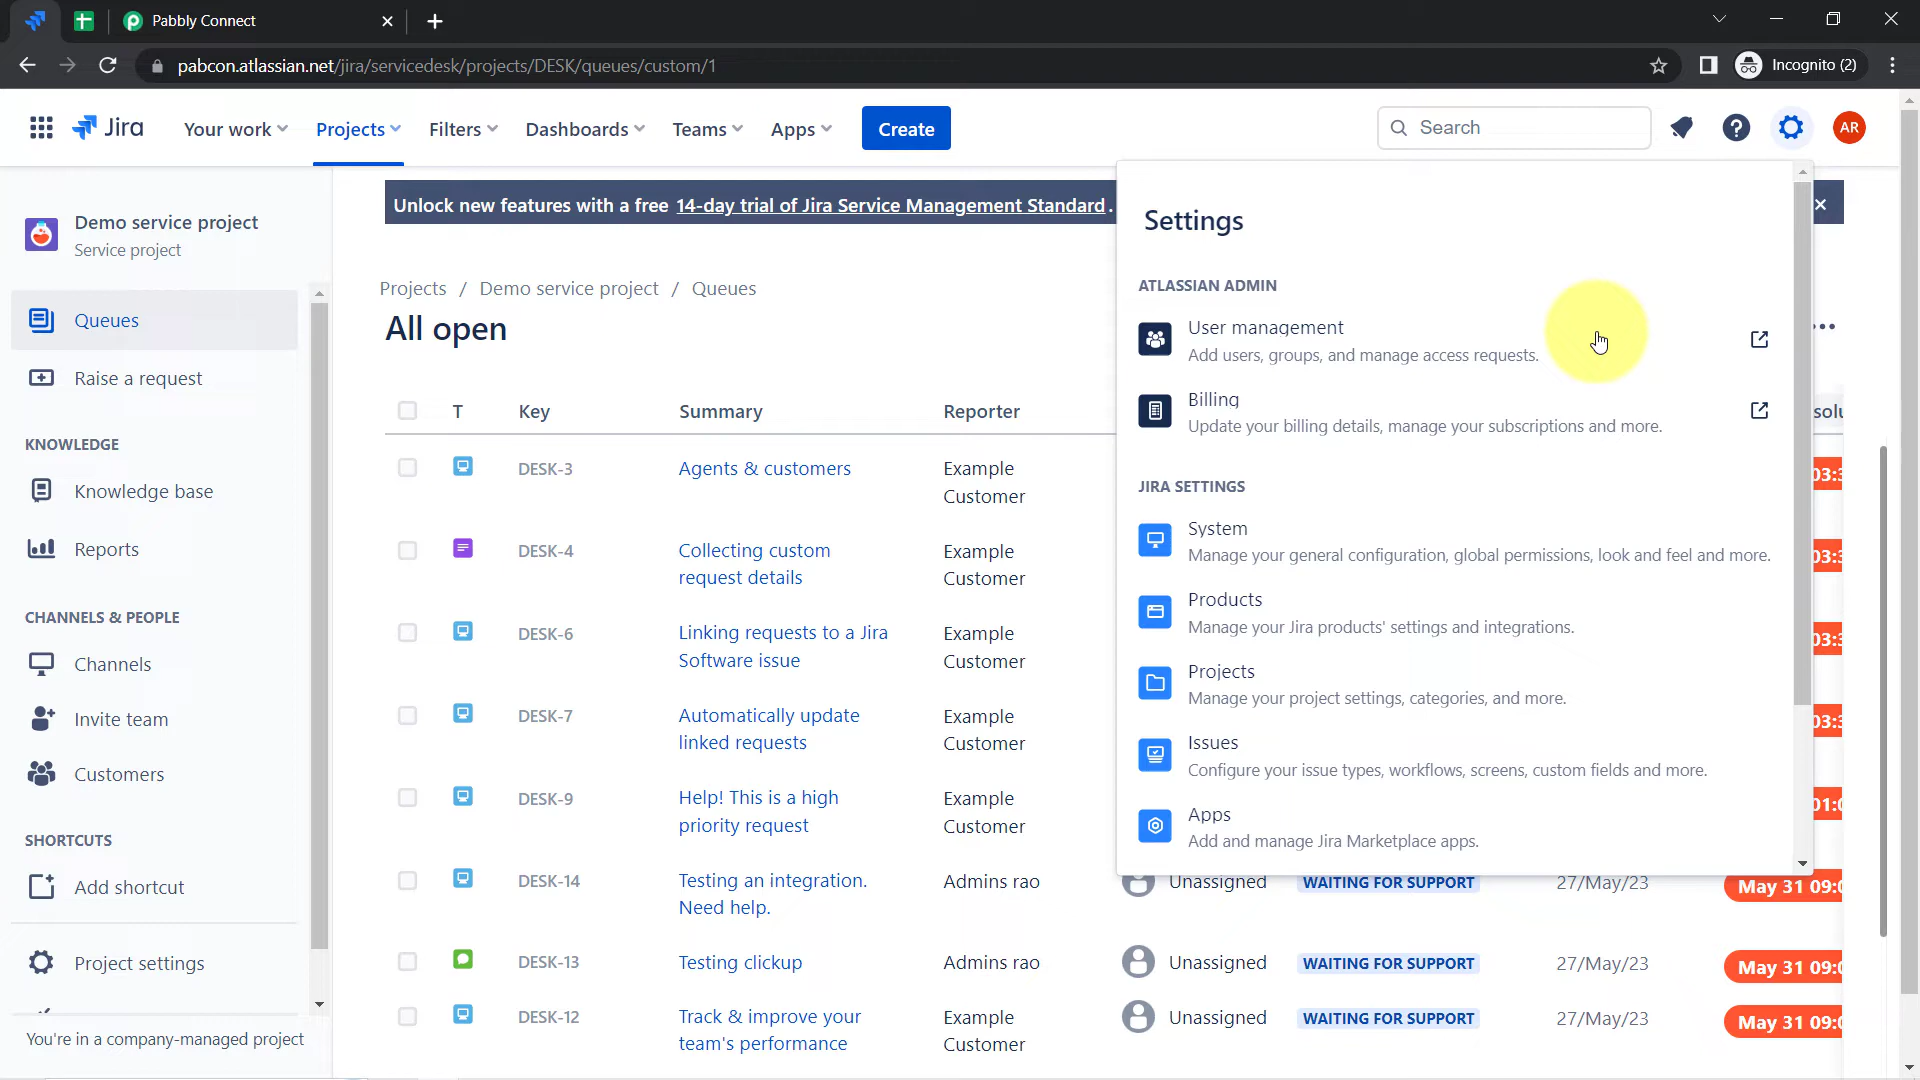 Pabbly Connect
pabcon.atlassian.net/jira/servicedesk/projects/DESK/queues/custom/1
Incognito (2)
Jira
Your work
Projects
Filters
Dashboards
Teams
Apps
Create
Search
AR
Demo service project
Service project
Queues
Raise a request
KNOWLEDGE
Knowledge base
Reports
CHANNELS & PEOPLE
Channels
Invite team
Customers
SHORTCUTS
Add shortcut
Project settings
You're in a company-managed project
Unlock new features with a free 14-day trial of Jira Service Management Standard.
Projects / Demo service project / Queues
All open
T Key Summary Reporter
DESK-3 Agents & customers Example
Customer
DESK-4 Collecting custom Example
request details Customer
DESK-6 Linking requests to a Jira Example
Software issue Customer
DESK-7 Automatically update Example
linked requests Customer
DESK-9 Help! This is a high Example
priority request Customer
DESK-14 Testing an integration. Admins rao Unassigned WAITING FOR SUPPORT 27/May/23 May 31 09:0
Need help.
DESK-13 Testing clickup Admins rao Unassigned WAITING FOR SUPPORT 27/May/23 May 31 09:0
DESK-12 Track & improve your Example Unassigned WAITING FOR SUPPORT 27/May/23 May 31 09:0
team's performance Customer
Settings
ATLASSIAN ADMIN
User management
Add users, groups, and manage access requests.
Billing
Update your billing details, manage your subscriptions and more.
JIRA SETTINGS
System
Manage your general configuration, global permissions, look and feel and more.
Products
Manage your Jira products' settings and integrations.
Projects
Manage your project settings, categories, and more.
Issues
Configure your issue types, workflows, screens, custom fields and more.
Apps
Add and manage Jira Marketplace apps.